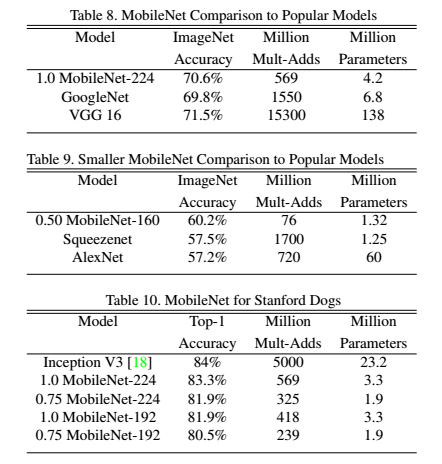 Table 8. MobileNet Comparison to Popular Models
Model ImageNet Million Million
Accuracy Mult-Adds Parameters
1.0 MobileNet-224 70.6% 569 4.2
GoogleNet 69.8% 1550 6.8
VGG 16 71.5% 15300 138
Table 9. Smaller MobileNet Comparison to Popular Models
Model ImageNet Million Million
Accuracy Mult-Adds Parameters
0.50 MobileNet-160 60.2% 76 1.32
Squeezenet 57.5% 1700 1.25
AlexNet 57.2% 720 60
Table 10. MobileNet for Stanford Dogs
Model Top-1 Million Million
Accuracy Mult-Adds Parameters
Inception V3 [18] 84% 5000 23.2
1.0 MobileNet-224 83.3% 569 3.3
0.75 MobileNet-224 81.9% 325 1.9
1.0 MobileNet-192 81.9% 418 3.3
0.75 MobileNet-192 80.5% 239 1.9